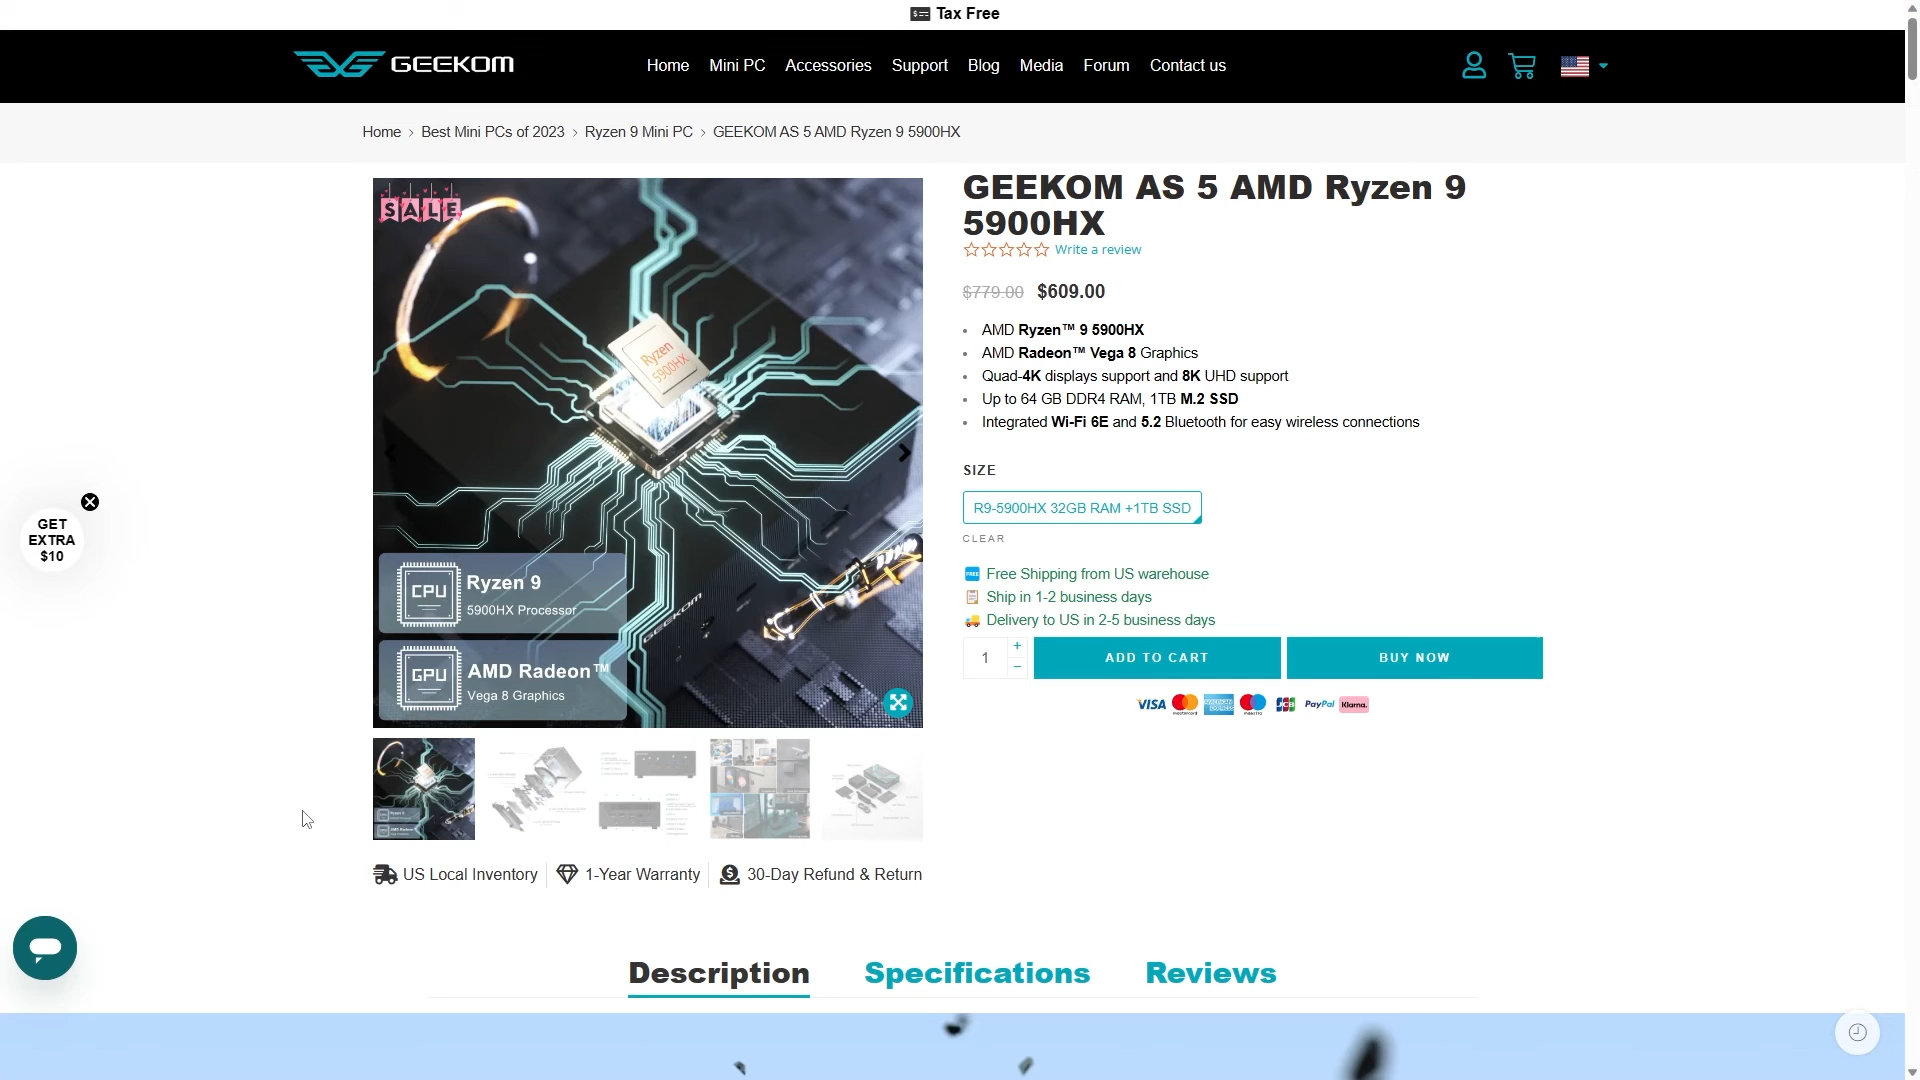 Tax Free
GEEKOM
Home Mini PC Accessories Support Blog Media Forum Contact us
Home › Best Mini PCs of 2023 › Ryzen 9 Mini PC › GEEKOM AS 5 AMD Ryzen 9 5900HX
SALE
Ryzen
5900HX
GEEKOM
CPU
Ryzen 9
5900HX Processor
GPU
AMD Radeon™
Vega 8 Graphics
US Local Inventory
1-Year Warranty
30-Day Refund & Return
GEEKOM AS 5 AMD Ryzen 9
5900HX
Write a review
$779.00 $609.00
• AMD Ryzen™ 9 5900HX
• AMD Radeon™ Vega 8 Graphics
• Quad-4K displays support and 8K UHD support
• Up to 64 GB DDR4 RAM, 1TB M.2 SSD
• Integrated Wi-Fi 6E and 5.2 Bluetooth for easy wireless connections
SIZE
R9-5900HX 32GB RAM +1TB SSD
CLEAR
FREE Free Shipping from US warehouse
Ship in 1-2 business days
Delivery to US in 2-5 business days
1 + −
ADD TO CART
BUY NOW
VISA mastercard AMERICAN EXPRESS maestro JCB PayPal Klarna.
GET
EXTRA
$10
Description Specifications Reviews